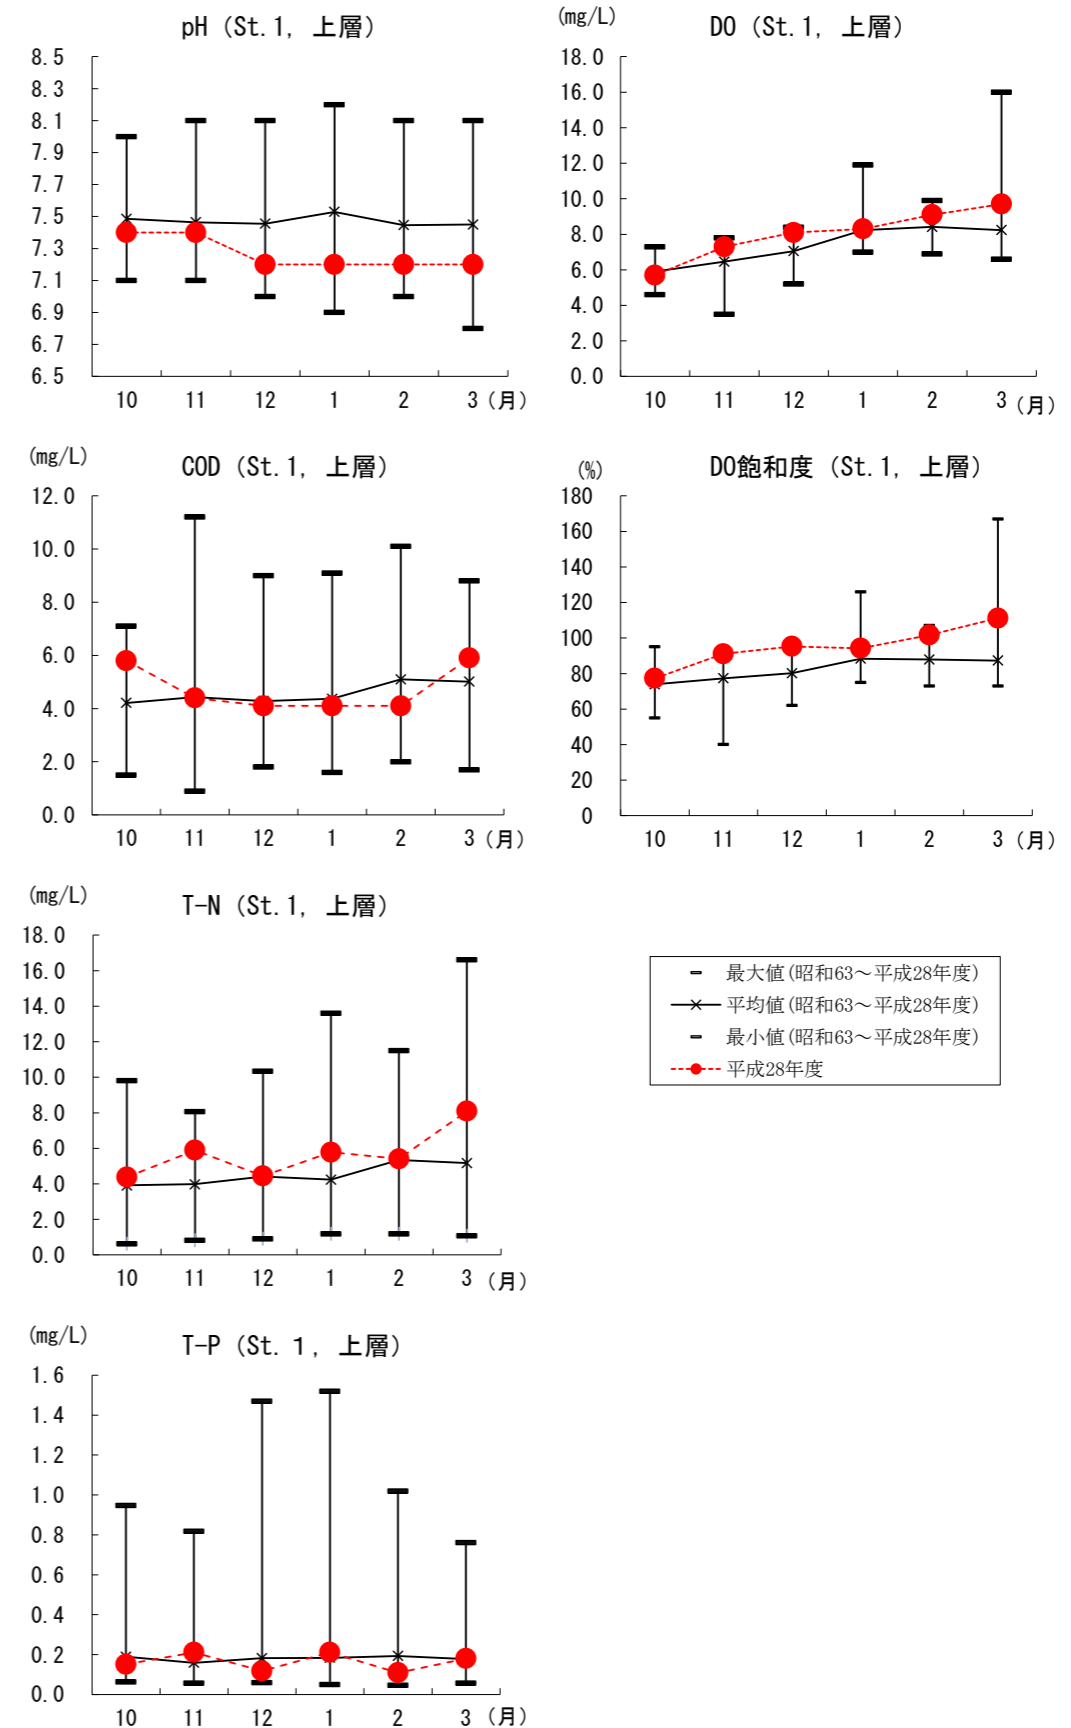 pH (St.1, 上層)
8.5
8.3
8.1
7.9
7.7
7.5
7.3
7.1
6.9
6.7
6.5
10 11 12 1 2 3 (月)
(mg/L)
DO (St.1, 上層)
18.0
16.0
14.0
12.0
10.0
8.0
6.0
4.0
2.0
0.0
10 11 12 1 2 3 (月)
(mg/L)
COD (St.1, 上層)
12.0
10.0
8.0
6.0
4.0
2.0
0.0
10 11 12 1 2 3 (月)
(%)
DO飽和度 (St.1, 上層)
180
160
140
120
100
80
60
40
20
0
10 11 12 1 2 3 (月)
(mg/L)
T-N (St.1, 上層)
18.0
16.0
14.0
12.0
10.0
8.0
6.0
4.0
2.0
0.0
10 11 12 1 2 3 (月)
最大値(昭和63～平成28年度)
平均値(昭和63～平成28年度)
最小値(昭和63～平成28年度)
平成28年度
(mg/L)
T-P (St.１, 上層)
1.6
1.4
1.2
1.0
0.8
0.6
0.4
0.2
0.0
10 11 12 1 2 3 (月)